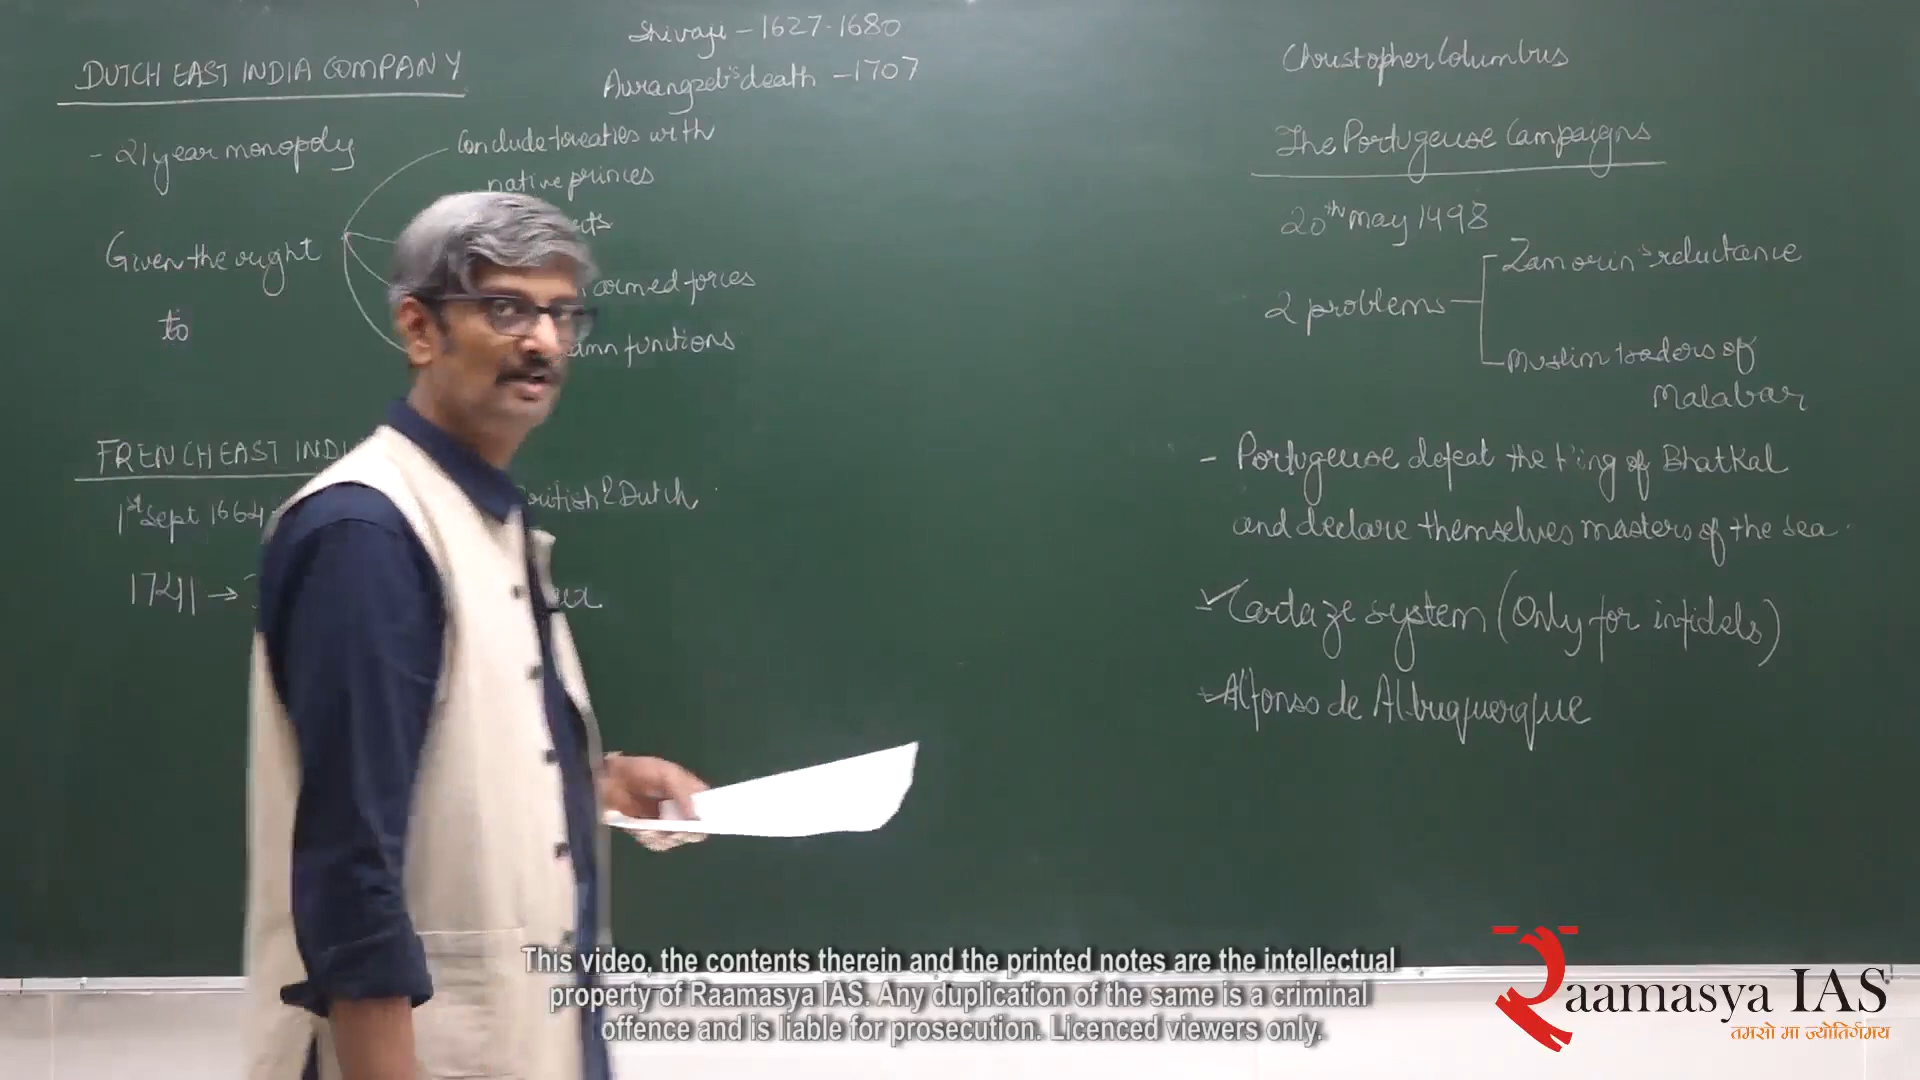 Shivaji - 1627-1680
Aurangzeb's death - 1707
DUTCH EAST INDIA COMPANY
- 21 year monopoly
Given the right
to
Conclude treaties with
native princes
armed forces
functions
FRENCH EAST INDI
1st Sept 1664
British & Dutch
1741 →
Christopher Columbus
The Portugeuse Campaigns
20th May 1498
2 problems
Zamorin's reluctance
Muslim traders of
Malabar
- Portugeuse defeat the king of Bhatkal
and declare themselves masters of the sea.
Cartaze system (Only for infidels)
Alfonso de Albuquerque
This video, the contents therein and the printed notes are the intellectual
property of Raamasya IAS. Any duplication of the same is a criminal
offence and is liable for prosecution. Licenced viewers only.
Raamasya IAS
तमसो मा ज्योतिर्गमय